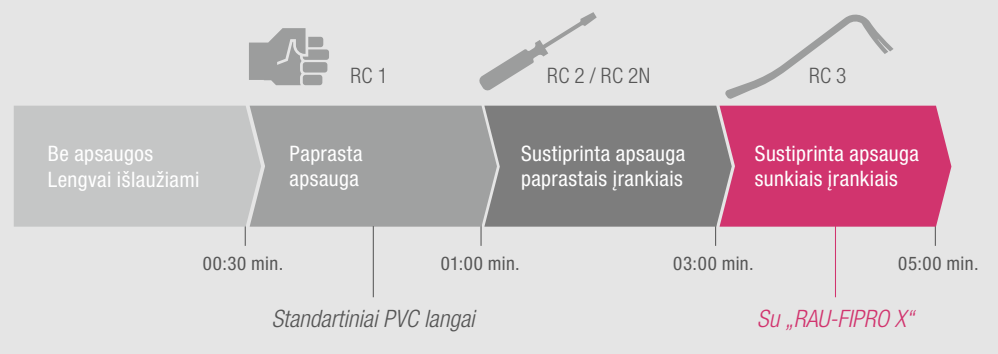 RC 1
RC 2 / RC 2N
RC 3
Be apsaugos
Lengvai išlaužiami
Paprasta
apsauga
Sustiprinta apsauga
paprastais įrankiais
Sustiprinta apsauga
sunkiais įrankiais
00:30 min.
01:00 min.
03:00 min.
05:00 min.
Standartiniai PVC langai
Su „RAU-FIPRO X“